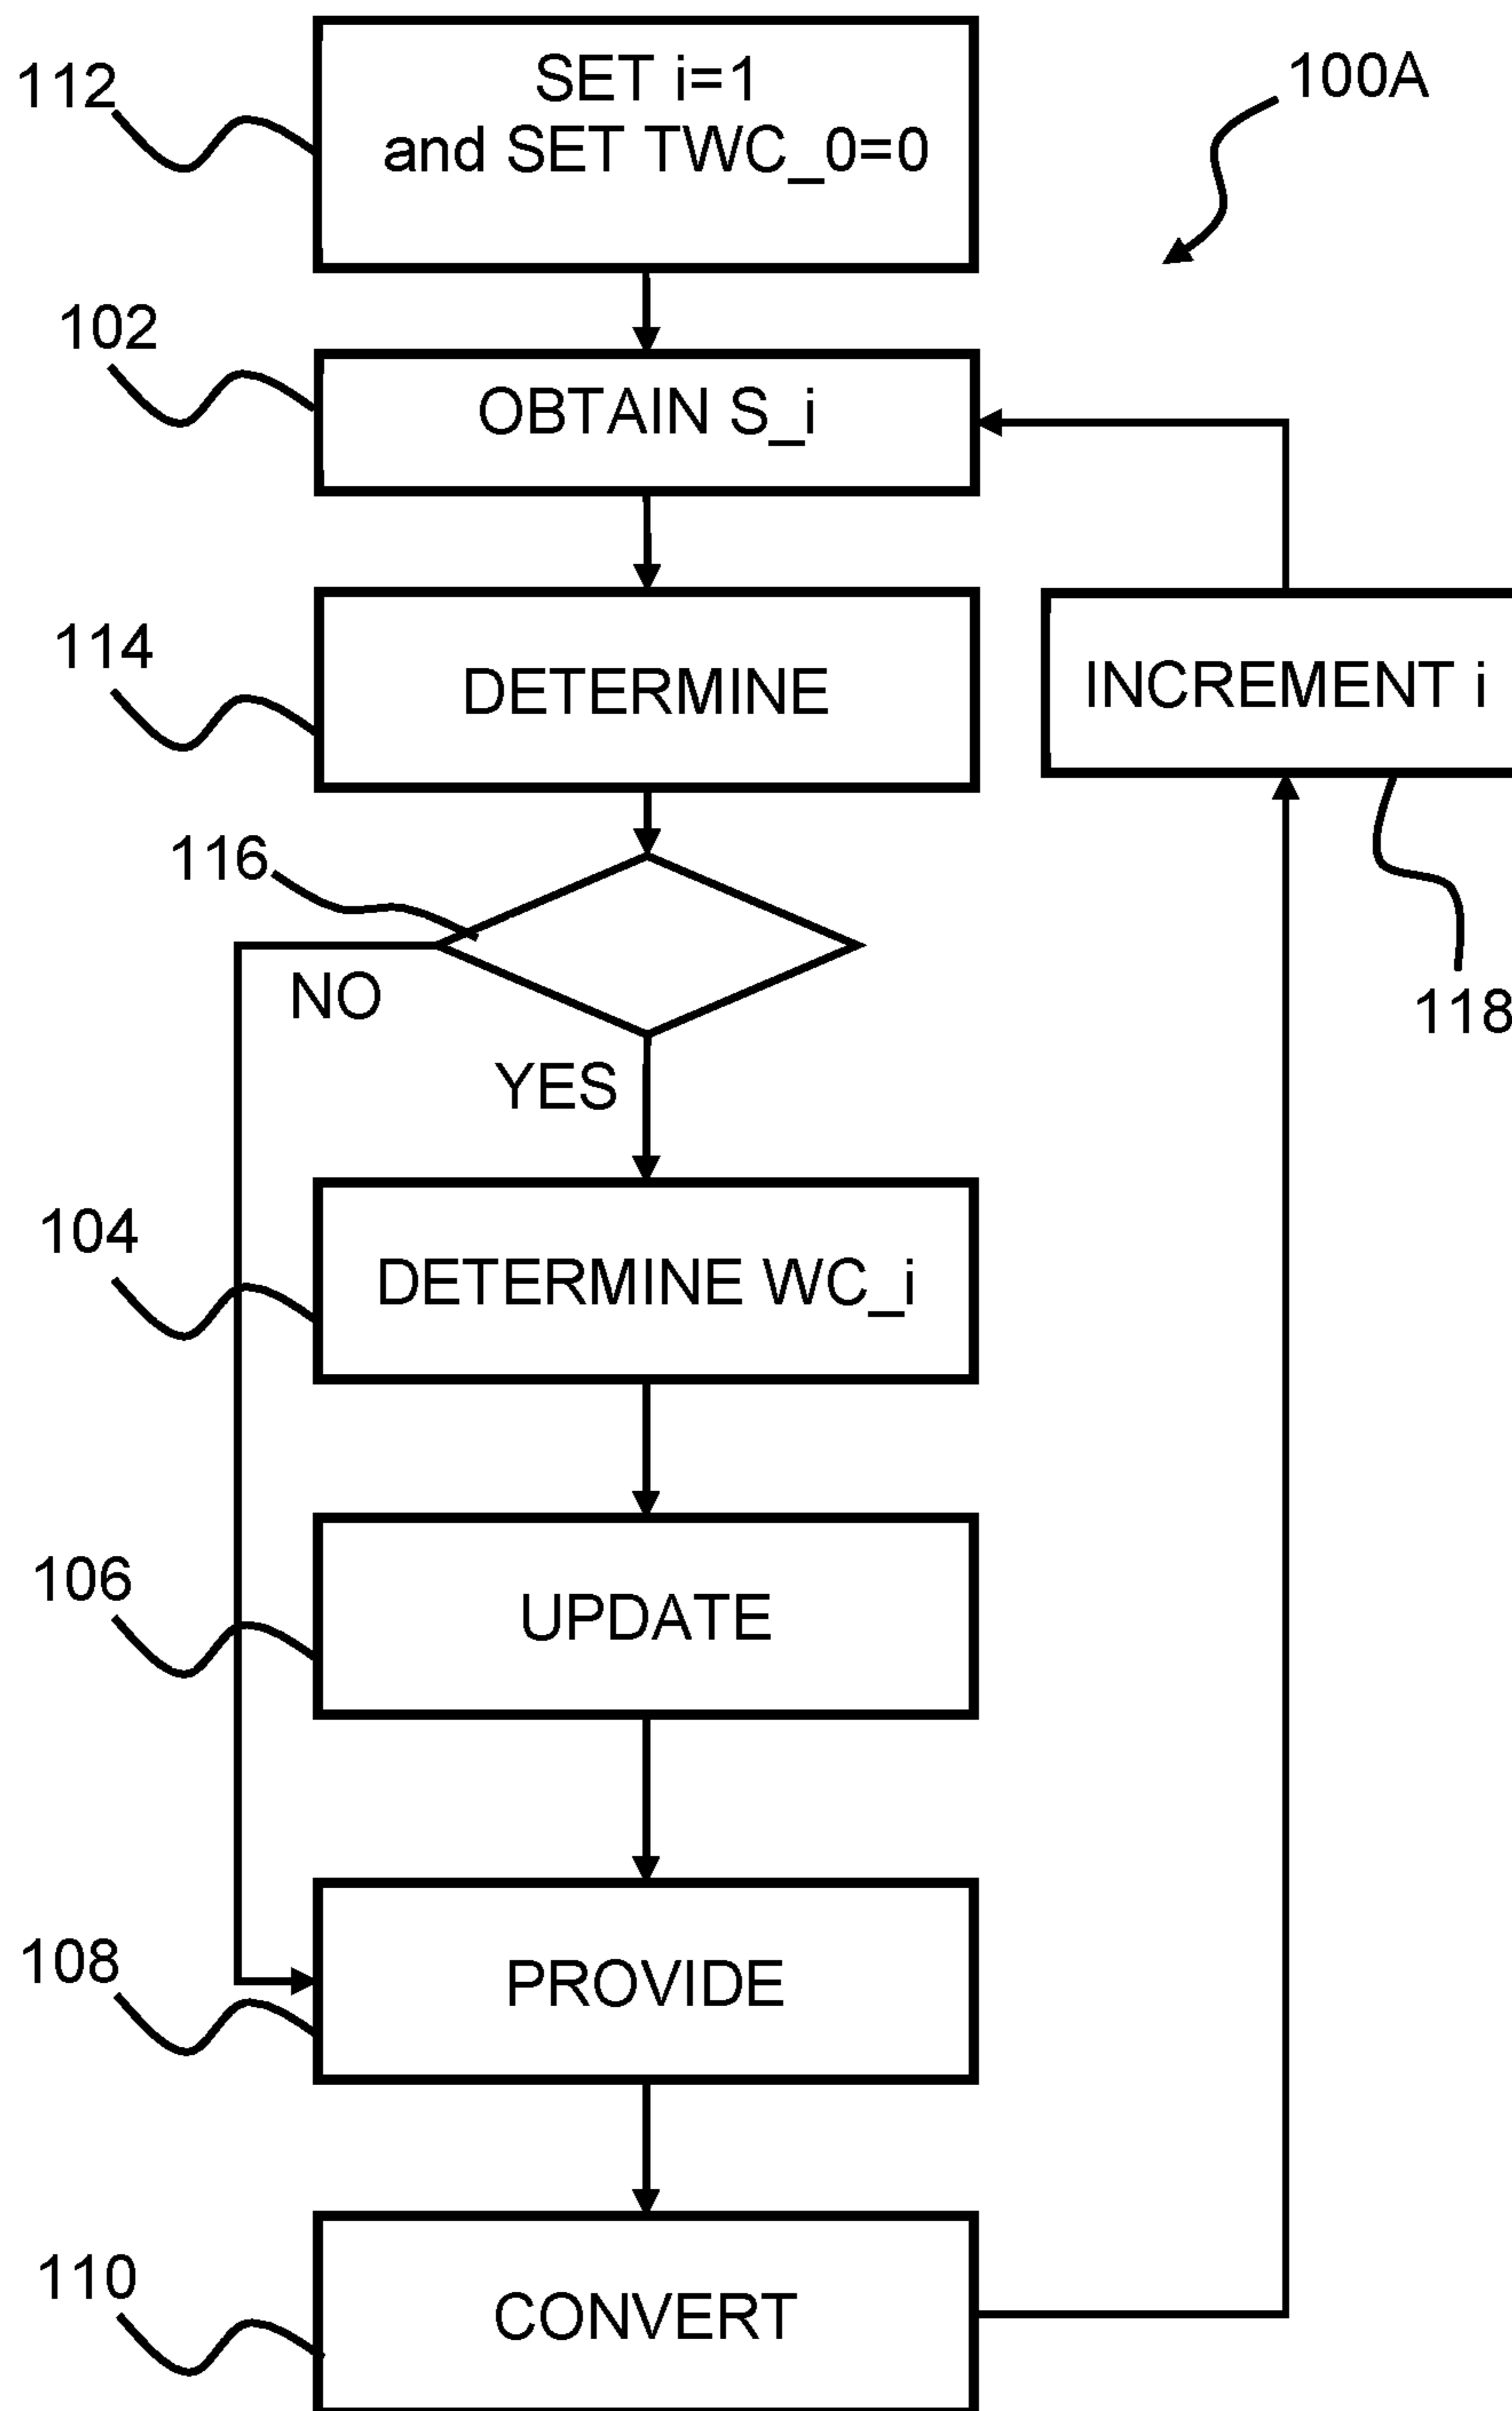 112
SET i=1
and SET TWC_0=0
100A
102
OBTAIN S_i
114
DETERMINE
INCREMENT i
116
NO
118
YES
104
DETERMINE WC_i
106
UPDATE
108
PROVIDE
110
CONVERT